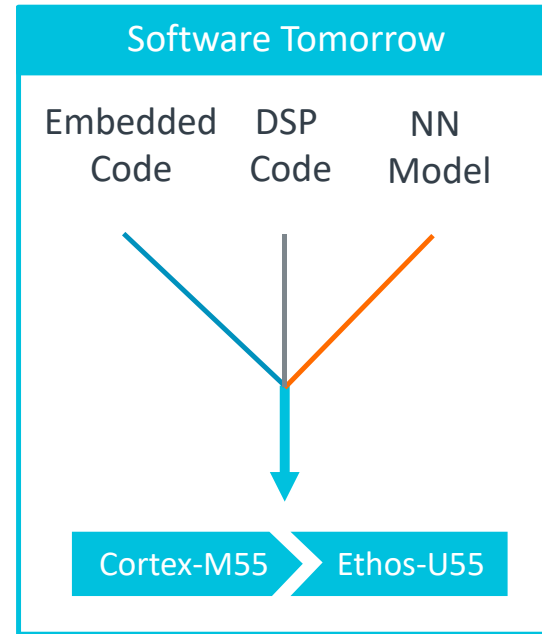 Software Tomorrow
Embedded Code
DSP Code
NN Model
Cortex-M55
Ethos-U55